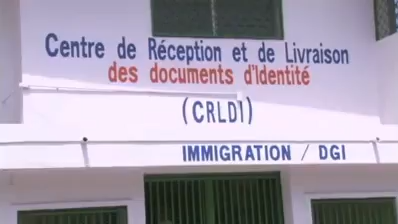 Centre de Réception et de Livraison
des documents d'Identité
(CRLDI)
IMMIGRATION / DGI